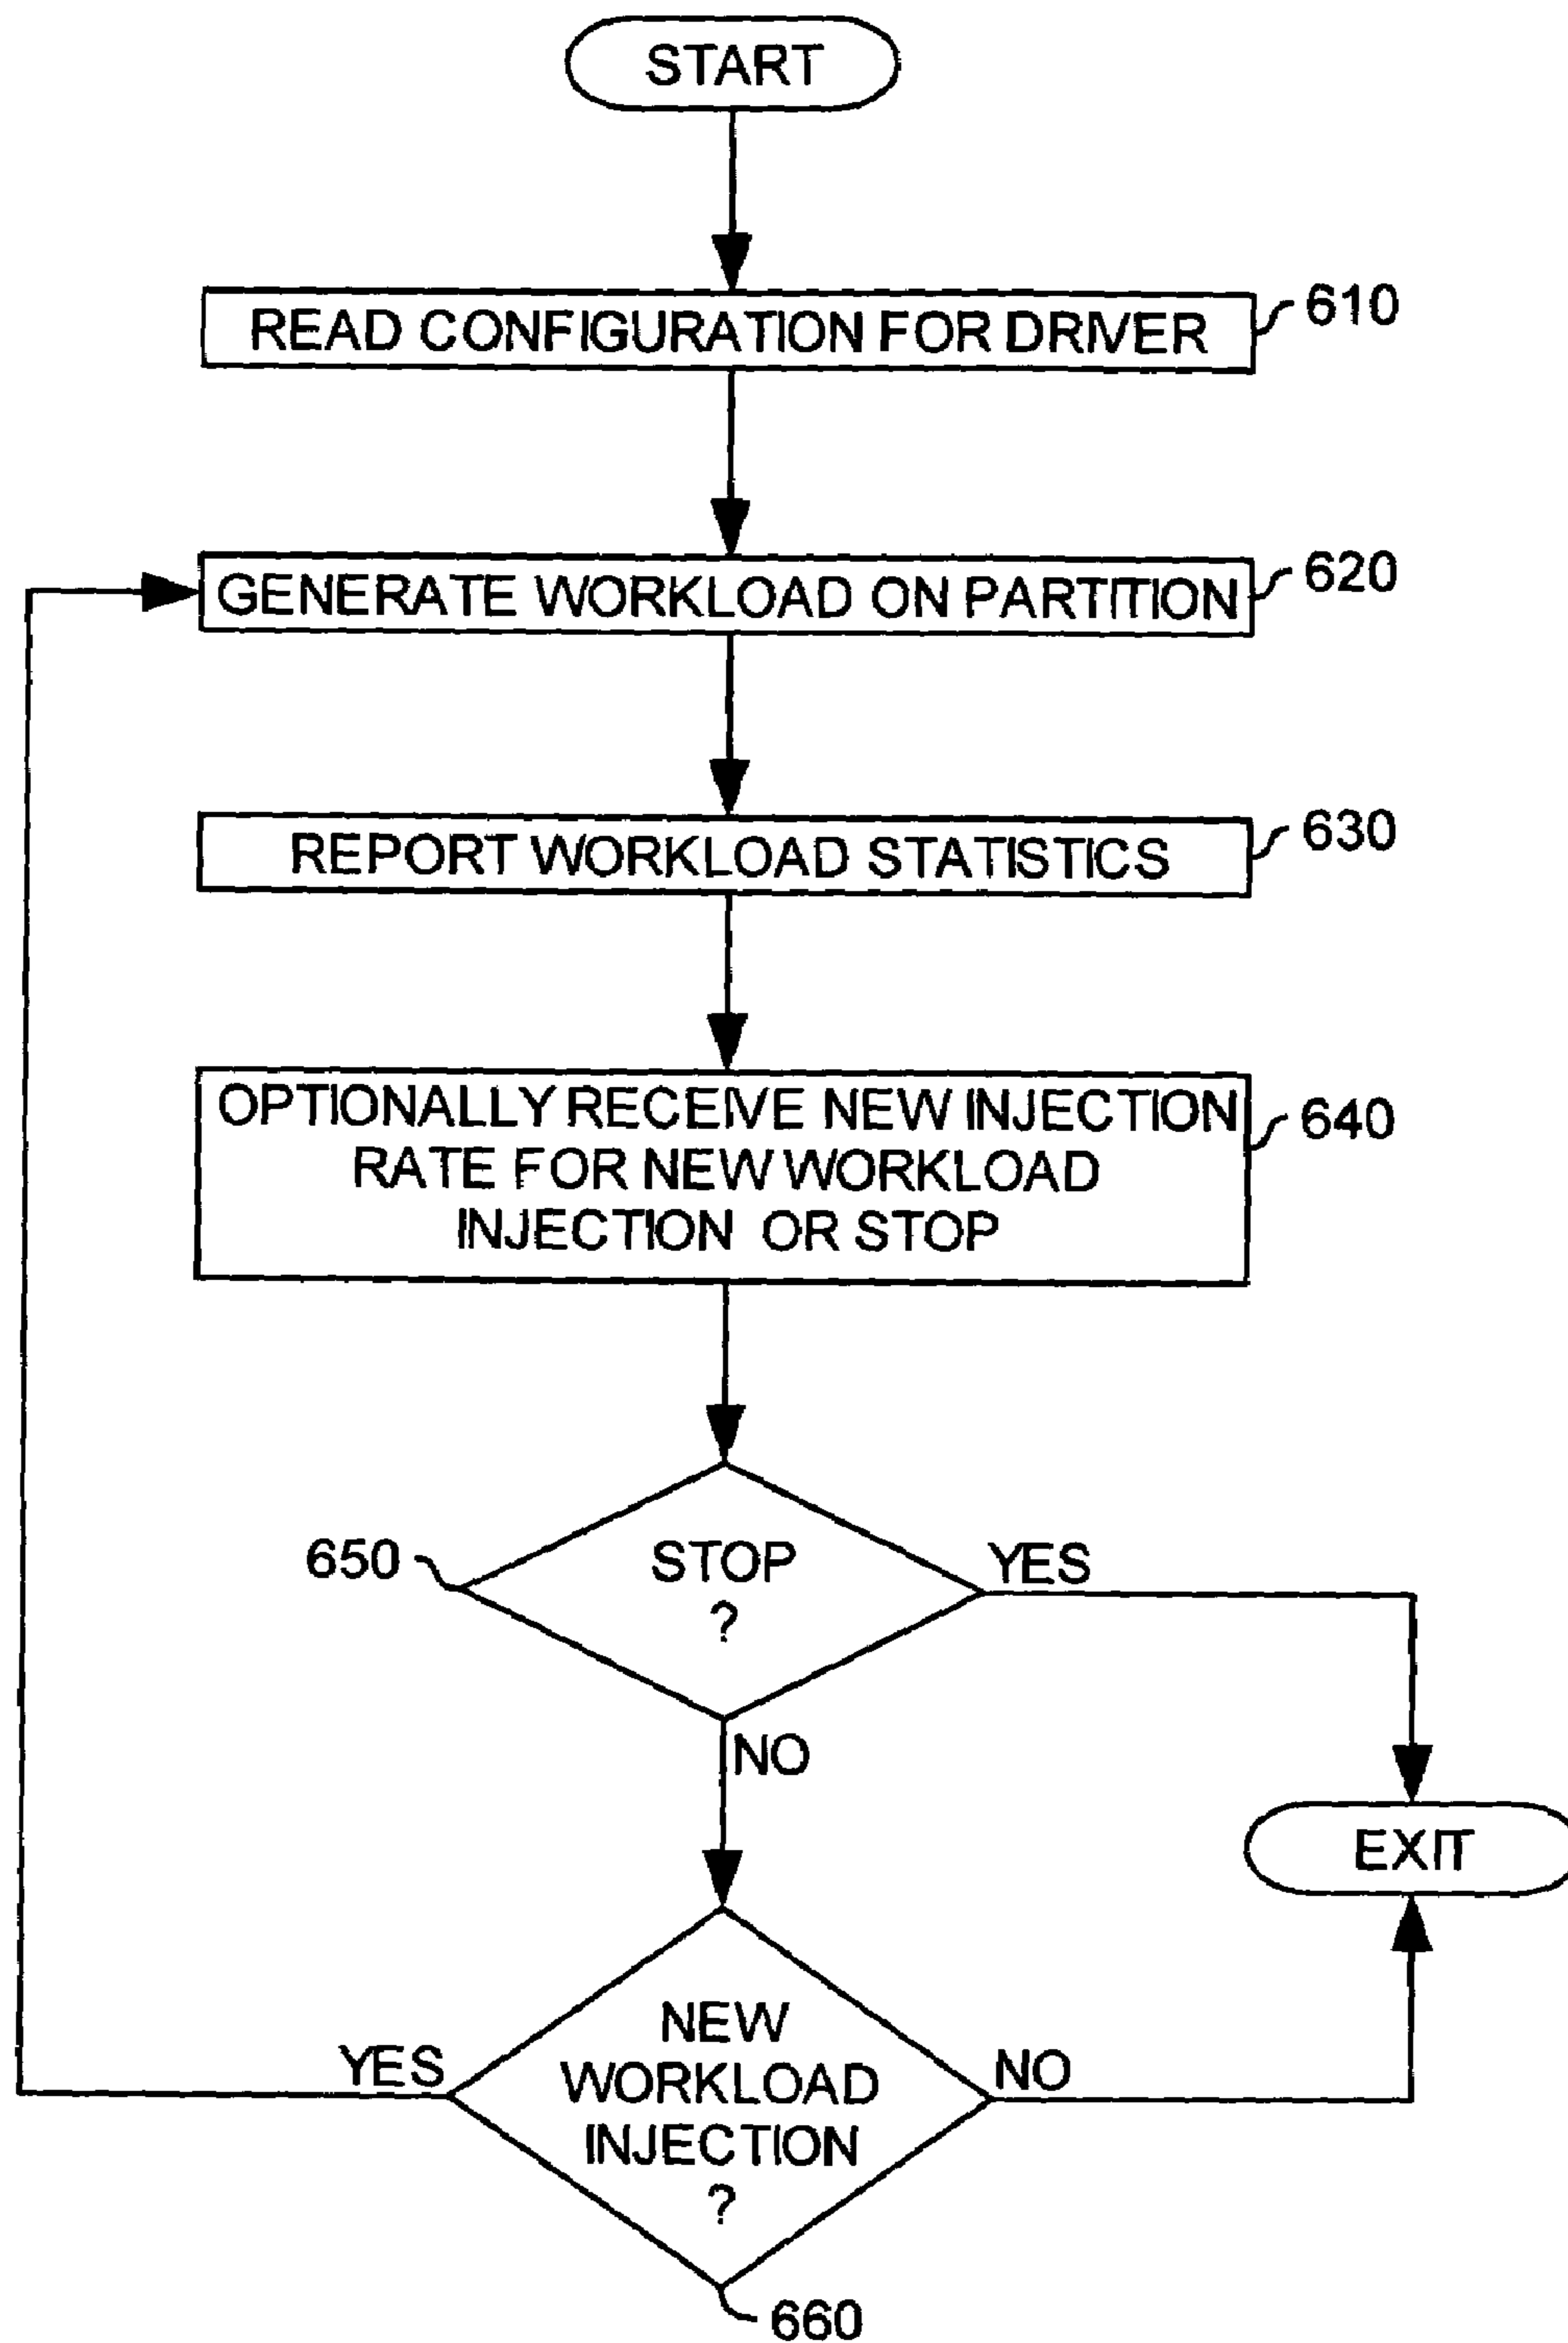 START
READ CONFIGURATION FOR DRIVER
610
GENERATE WORKLOAD ON PARTITION
620
REPORT WORKLOAD STATISTICS
630
OPTIONALLY RECEIVE NEW INJECTION
RATE FOR NEW WORKLOAD
INJECTION OR STOP
640
650
STOP
?
YES
NO
EXIT
YES
NEW
WORKLOAD
INJECTION
?
NO
660